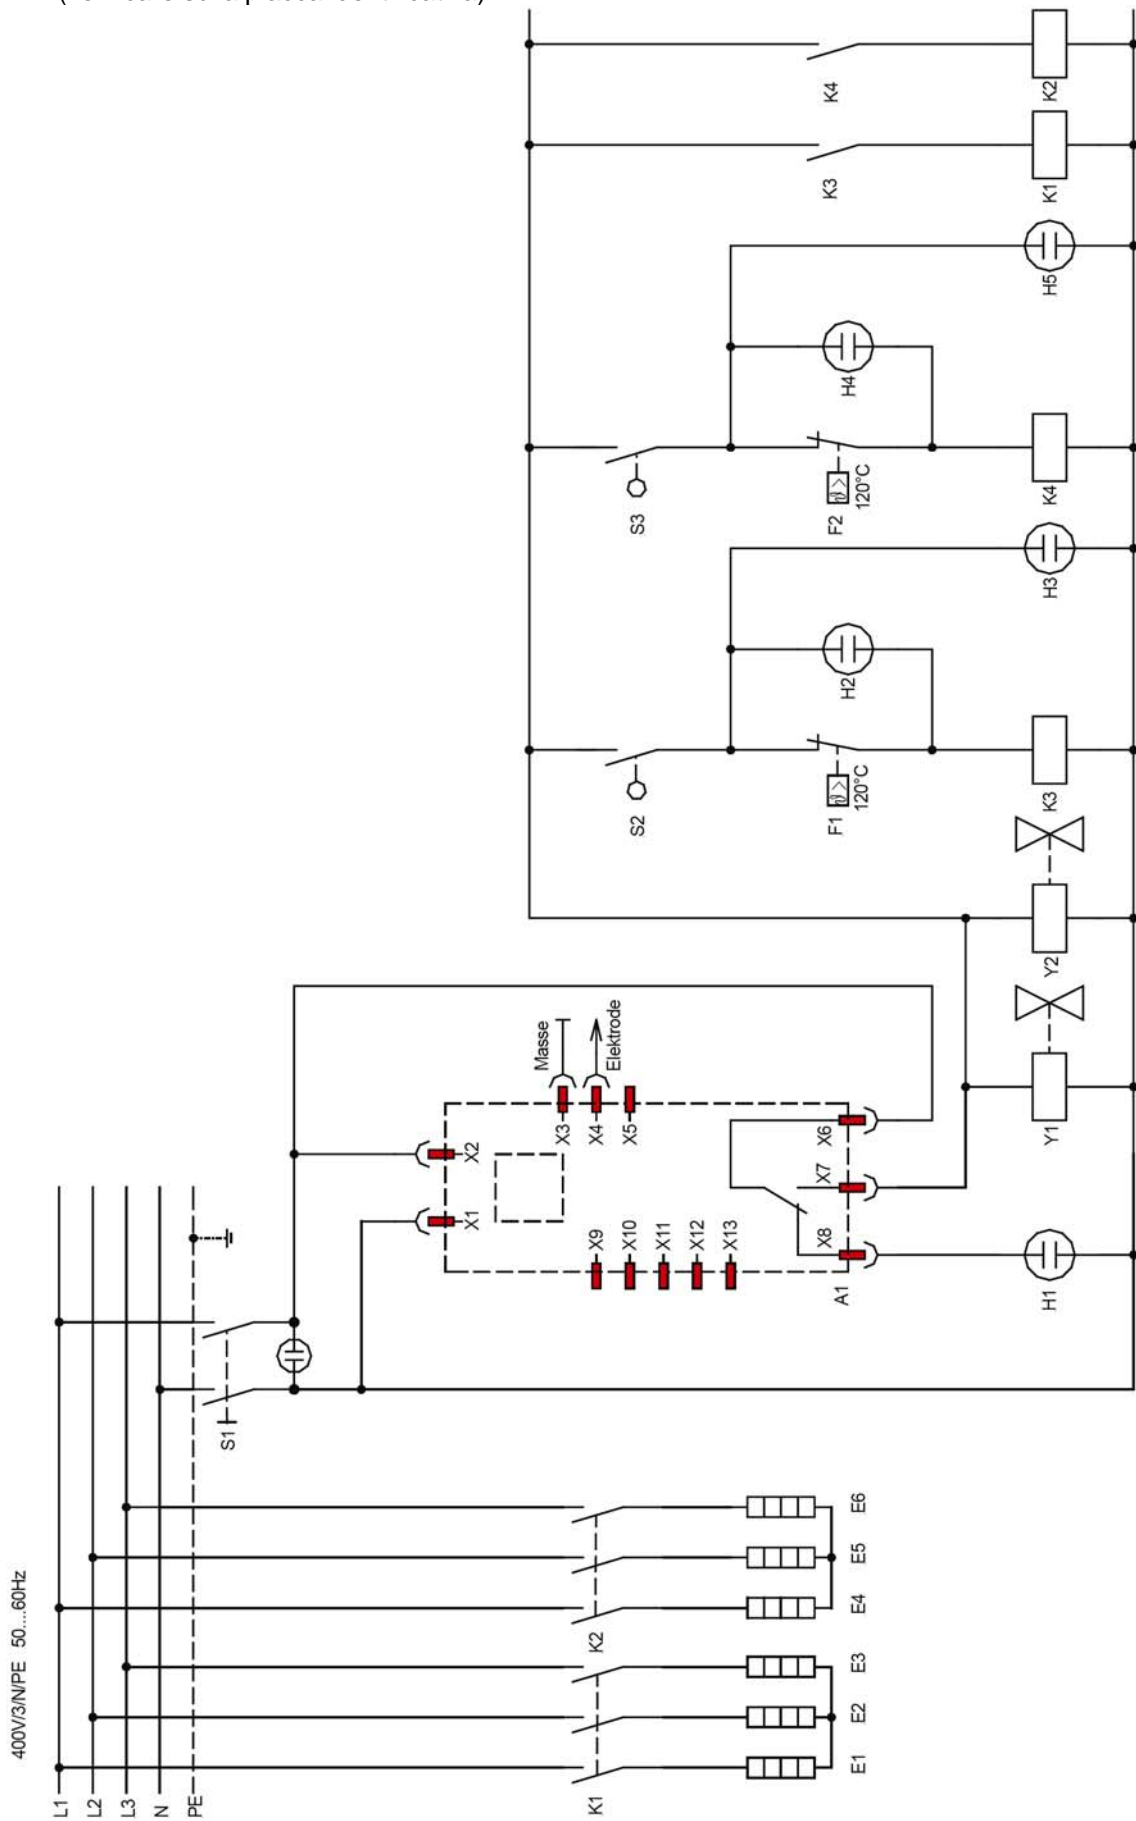 400V/3/N/PE 50....60Hz
L1
L2
L3
N
PE
K1
E1
E2
E3
K2
E4
E5
E6
S1
A1
X1
X2
X3
X4
X5
X6
X7
X8
X9
X10
X11
X12
X13
Masse
Elektrode
H1
Y1
Y2
S2
F1
120°C
H2
K3
H3
S3
F2
120°C
H4
K4
H5
K3
K1
K4
K2